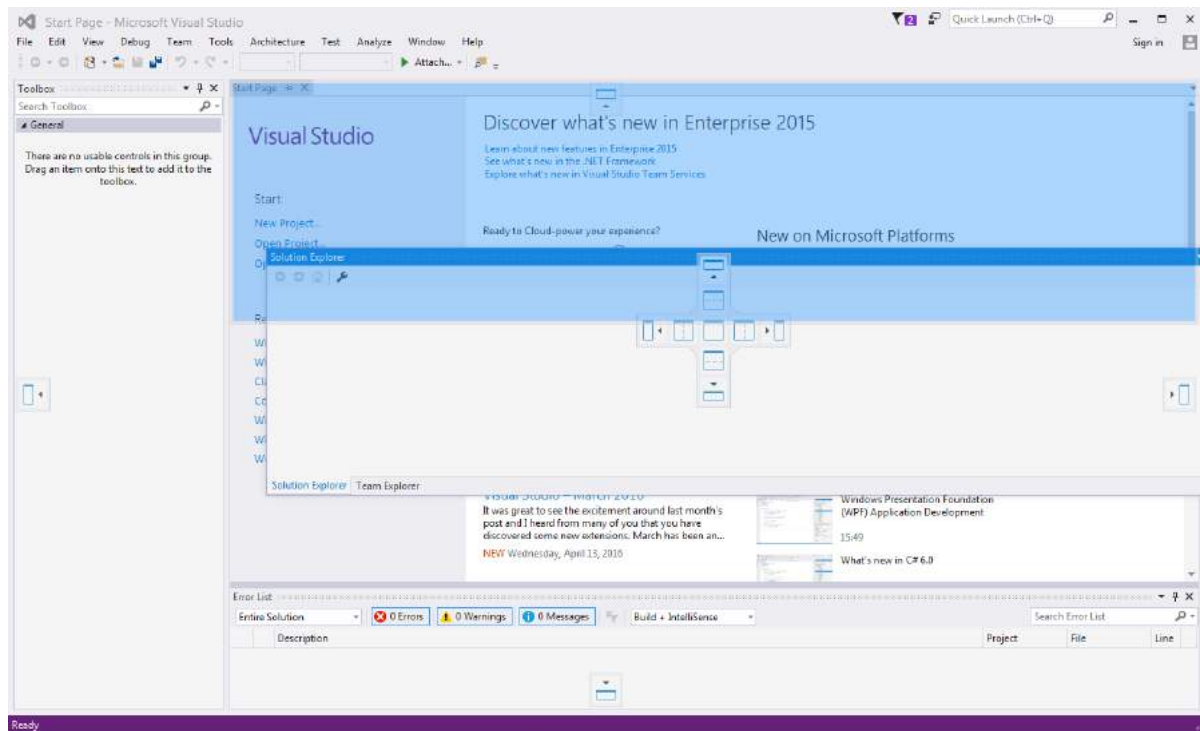 Start Page - Microsoft Visual Studio
2
Quick Launch (Ctrl+Q)
File Edit View Debug Team Tools Architecture Test Analyze Window Help
Sign in
Attach...
Toolbox
Search Toolbox
General
There are no usable controls in this group.
Drag an item onto this text to add it to the
toolbox.
Start Page
Visual Studio
Discover what's new in Enterprise 2015
Learn about new features in Enterprise 2015
See what's new in the .NET Framework
Explore what's new in Visual Studio Team Services
Start
New Project...
Open Project...
Ready to Cloud-power your experience?
New on Microsoft Platforms
Solution Explorer
Solution Explorer Team Explorer
Visual Studio – March 2016
It was great to see the excitement around last month's
post and I heard from many of you that you have
discovered some new extensions. March has been an...
NEW Wednesday, April 13, 2016
Windows Presentation Foundation
(WPF) Application Development
15:49
What's new in C# 6.0
Error List
Entire Solution 0 Errors 0 Warnings 0 Messages Build + IntelliSense Search Error List
Description Project File Line
Ready